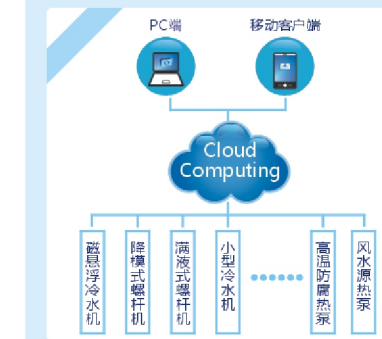 PC端
移动客户端
Cloud
Computing
磁悬浮冷水机
降模式螺杆机
满液式螺杆机
小型冷水机
高温防腐热泵
风水源热泵